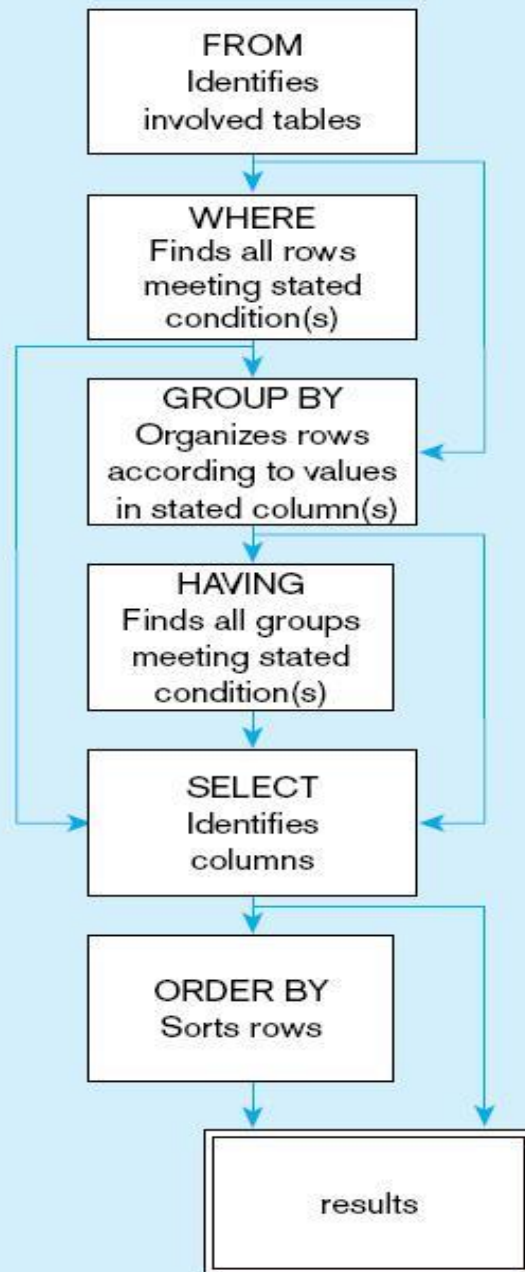 FROM
Identifies
involved tables
WHERE
Finds all rows
meeting stated
condition(s)
GROUP BY
Organizes rows
according to values
in stated column(s)
HAVING
Finds all groups
meeting stated
condition(s)
SELECT
Identifies
columns
ORDER BY
Sorts rows
results